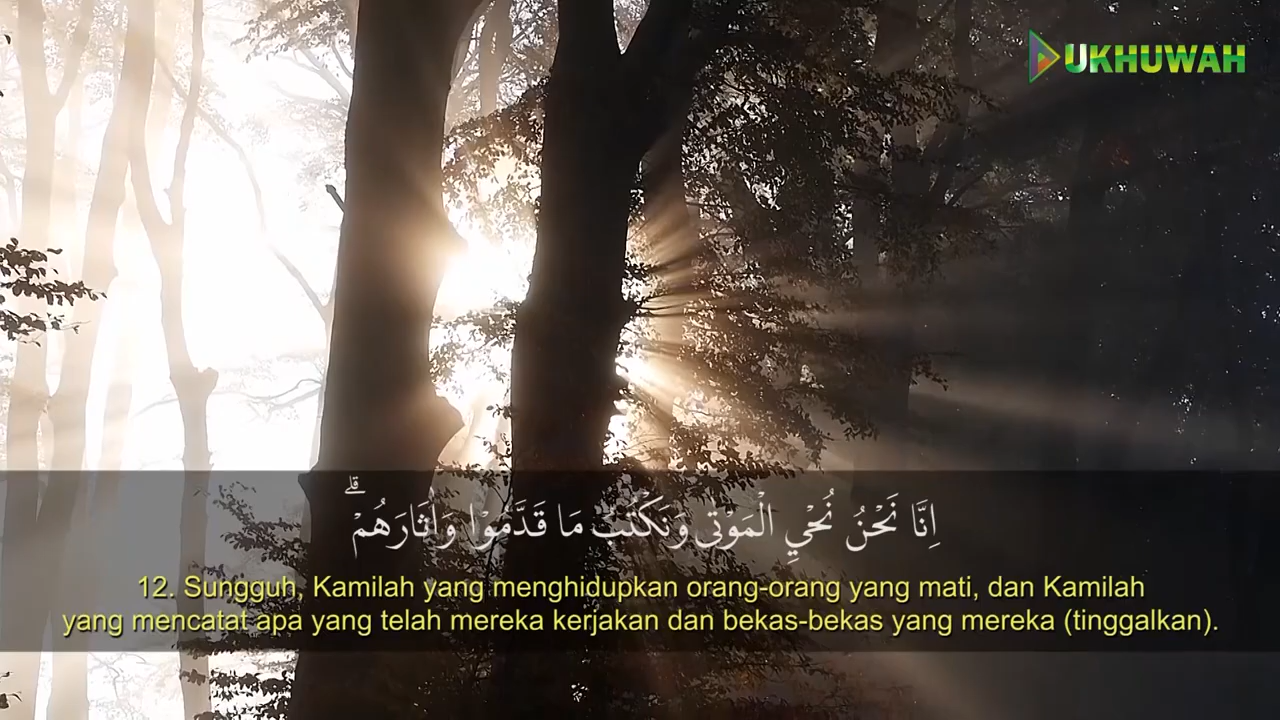 UKHUWAH
اِنَّا نَحْنُ نُحْيِ الْمَوْتٰى وَنَكْتُبُ مَا قَدَّمُوْا وَاٰثَارَهُمْۗ
12. Sungguh, Kamilah yang menghidupkan orang-orang yang mati, dan Kamilah
yang mencatat apa yang telah mereka kerjakan dan bekas-bekas yang mereka (tinggalkan).